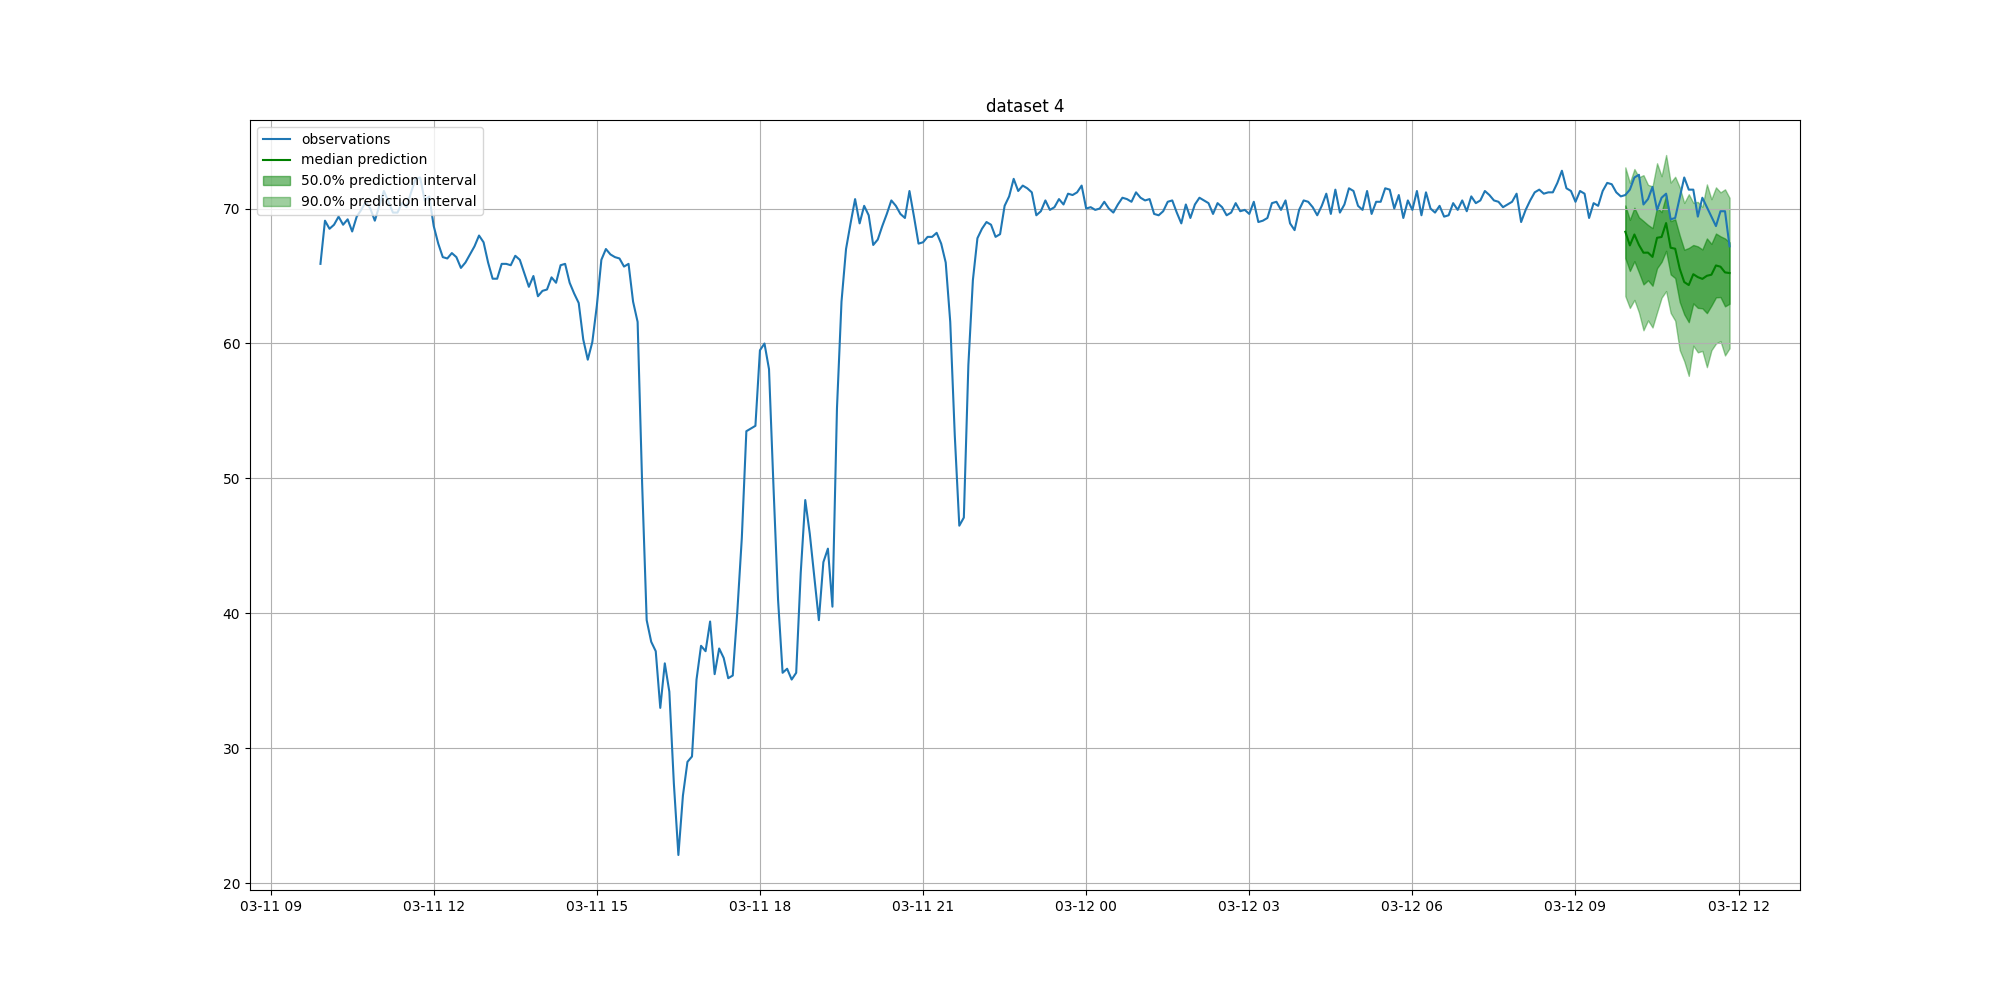 dataset 4
observations
median prediction
50.0% prediction interval
90.0% prediction interval
70
60
50
40
30
20
03-11 09 03-11 12 03-11 15 03-11 18 03-11 21 03-12 00 03-12 03 03-12 06 03-12 09 03-12 12